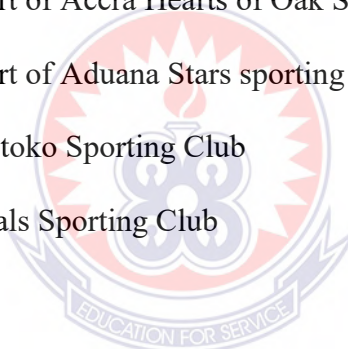 rt of Accra Hearts of Oak S
rt of Aduana Stars sporting
toko Sporting Club
als Sporting Club
EDUCATION FOR SERVICE